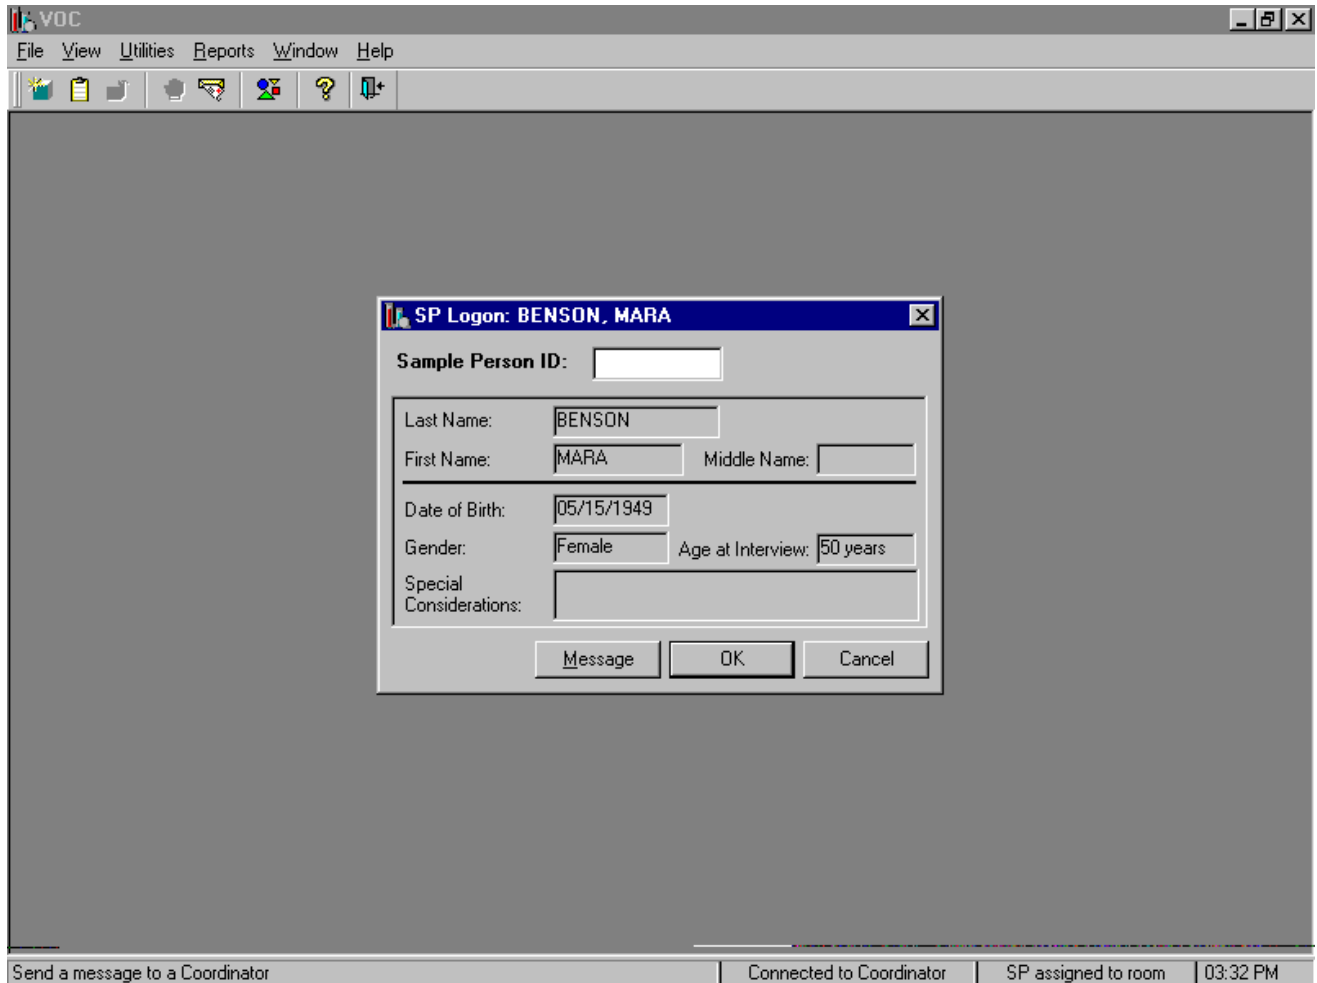 VOC
File View Utilities Reports Window Help
SP Logon: BENSON, MARA
Sample Person ID:
Last Name: BENSON
First Name: MARA Middle Name:
Date of Birth: 05/15/1949
Gender: Female Age at Interview: 50 years
Special
Considerations:
Message OK Cancel
Send a message to a Coordinator Connected to Coordinator SP assigned to room 03:32 PM